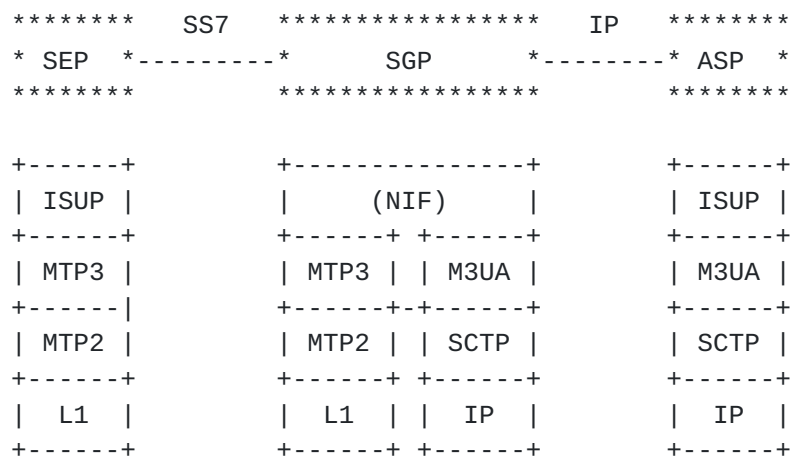 ********   SS7   *****************   IP   ********
* SEP  *---------*      SGP      *--------* ASP  *
********         *****************        ********

+------+         +---------------+        +------+
| ISUP |         |     (NIF)     |        | ISUP |
+------+         +------+ +------+        +------+
| MTP3 |         | MTP3 | | M3UA |        | M3UA |
+------|         +------+-+------+        +------+
| MTP2 |         | MTP2 | | SCTP |        | SCTP |
+------+         +------+ +------+        +------+
|  L1  |         |  L1  | |  IP  |        |  IP  |
+------+         +------+ +------+        +------+